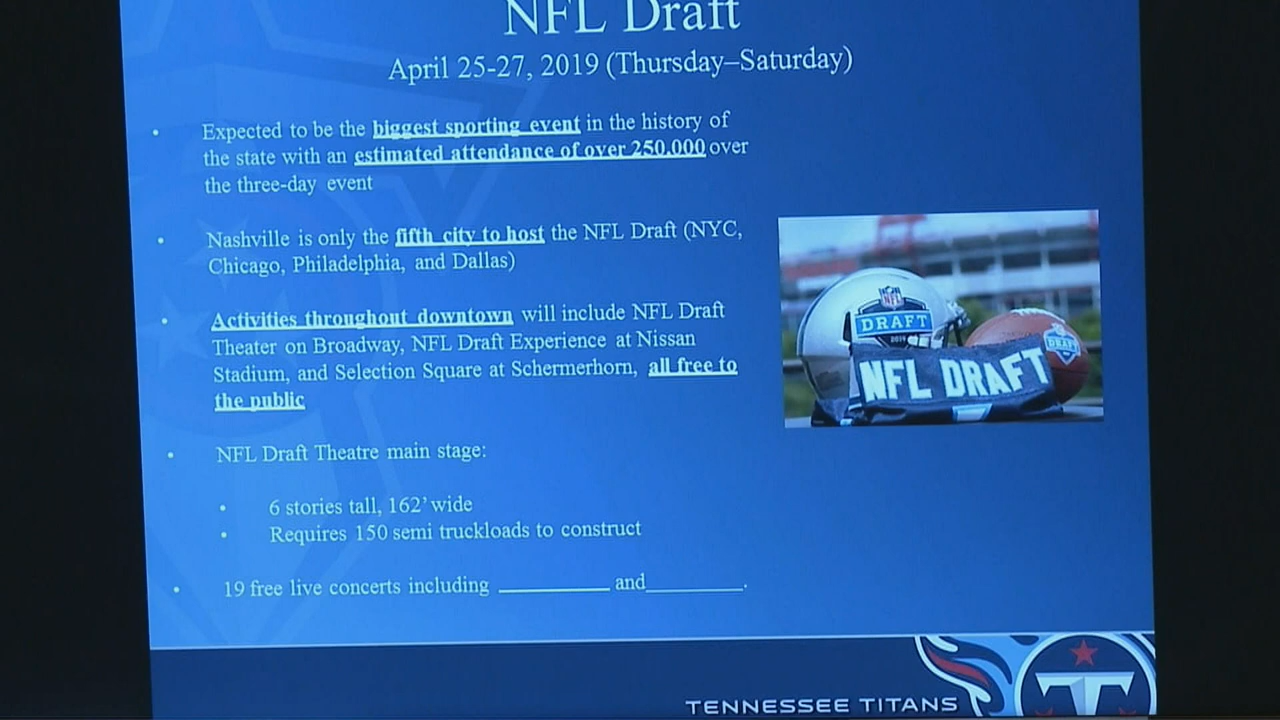 NFL Draft
April 25-27, 2019 (Thursday–Saturday)
• Expected to be the biggest sporting event in the history of
the state with an estimated attendance of over 250,000 over
the three-day event
• Nashville is only the fifth city to host the NFL Draft (NYC,
Chicago, Philadelphia, and Dallas)
• Activities throughout downtown will include NFL Draft
Theater on Broadway, NFL Draft Experience at Nissan
Stadium, and Selection Square at Schermerhorn, all free to
the public
• NFL Draft Theatre main stage:
• 6 stories tall, 162' wide
• Requires 150 semi truckloads to construct
• 19 free live concerts including __________ and__________.
NFL
DRAFT
2019
DRAFT
NFL DRAFT
TENNESSEE TITANS
T